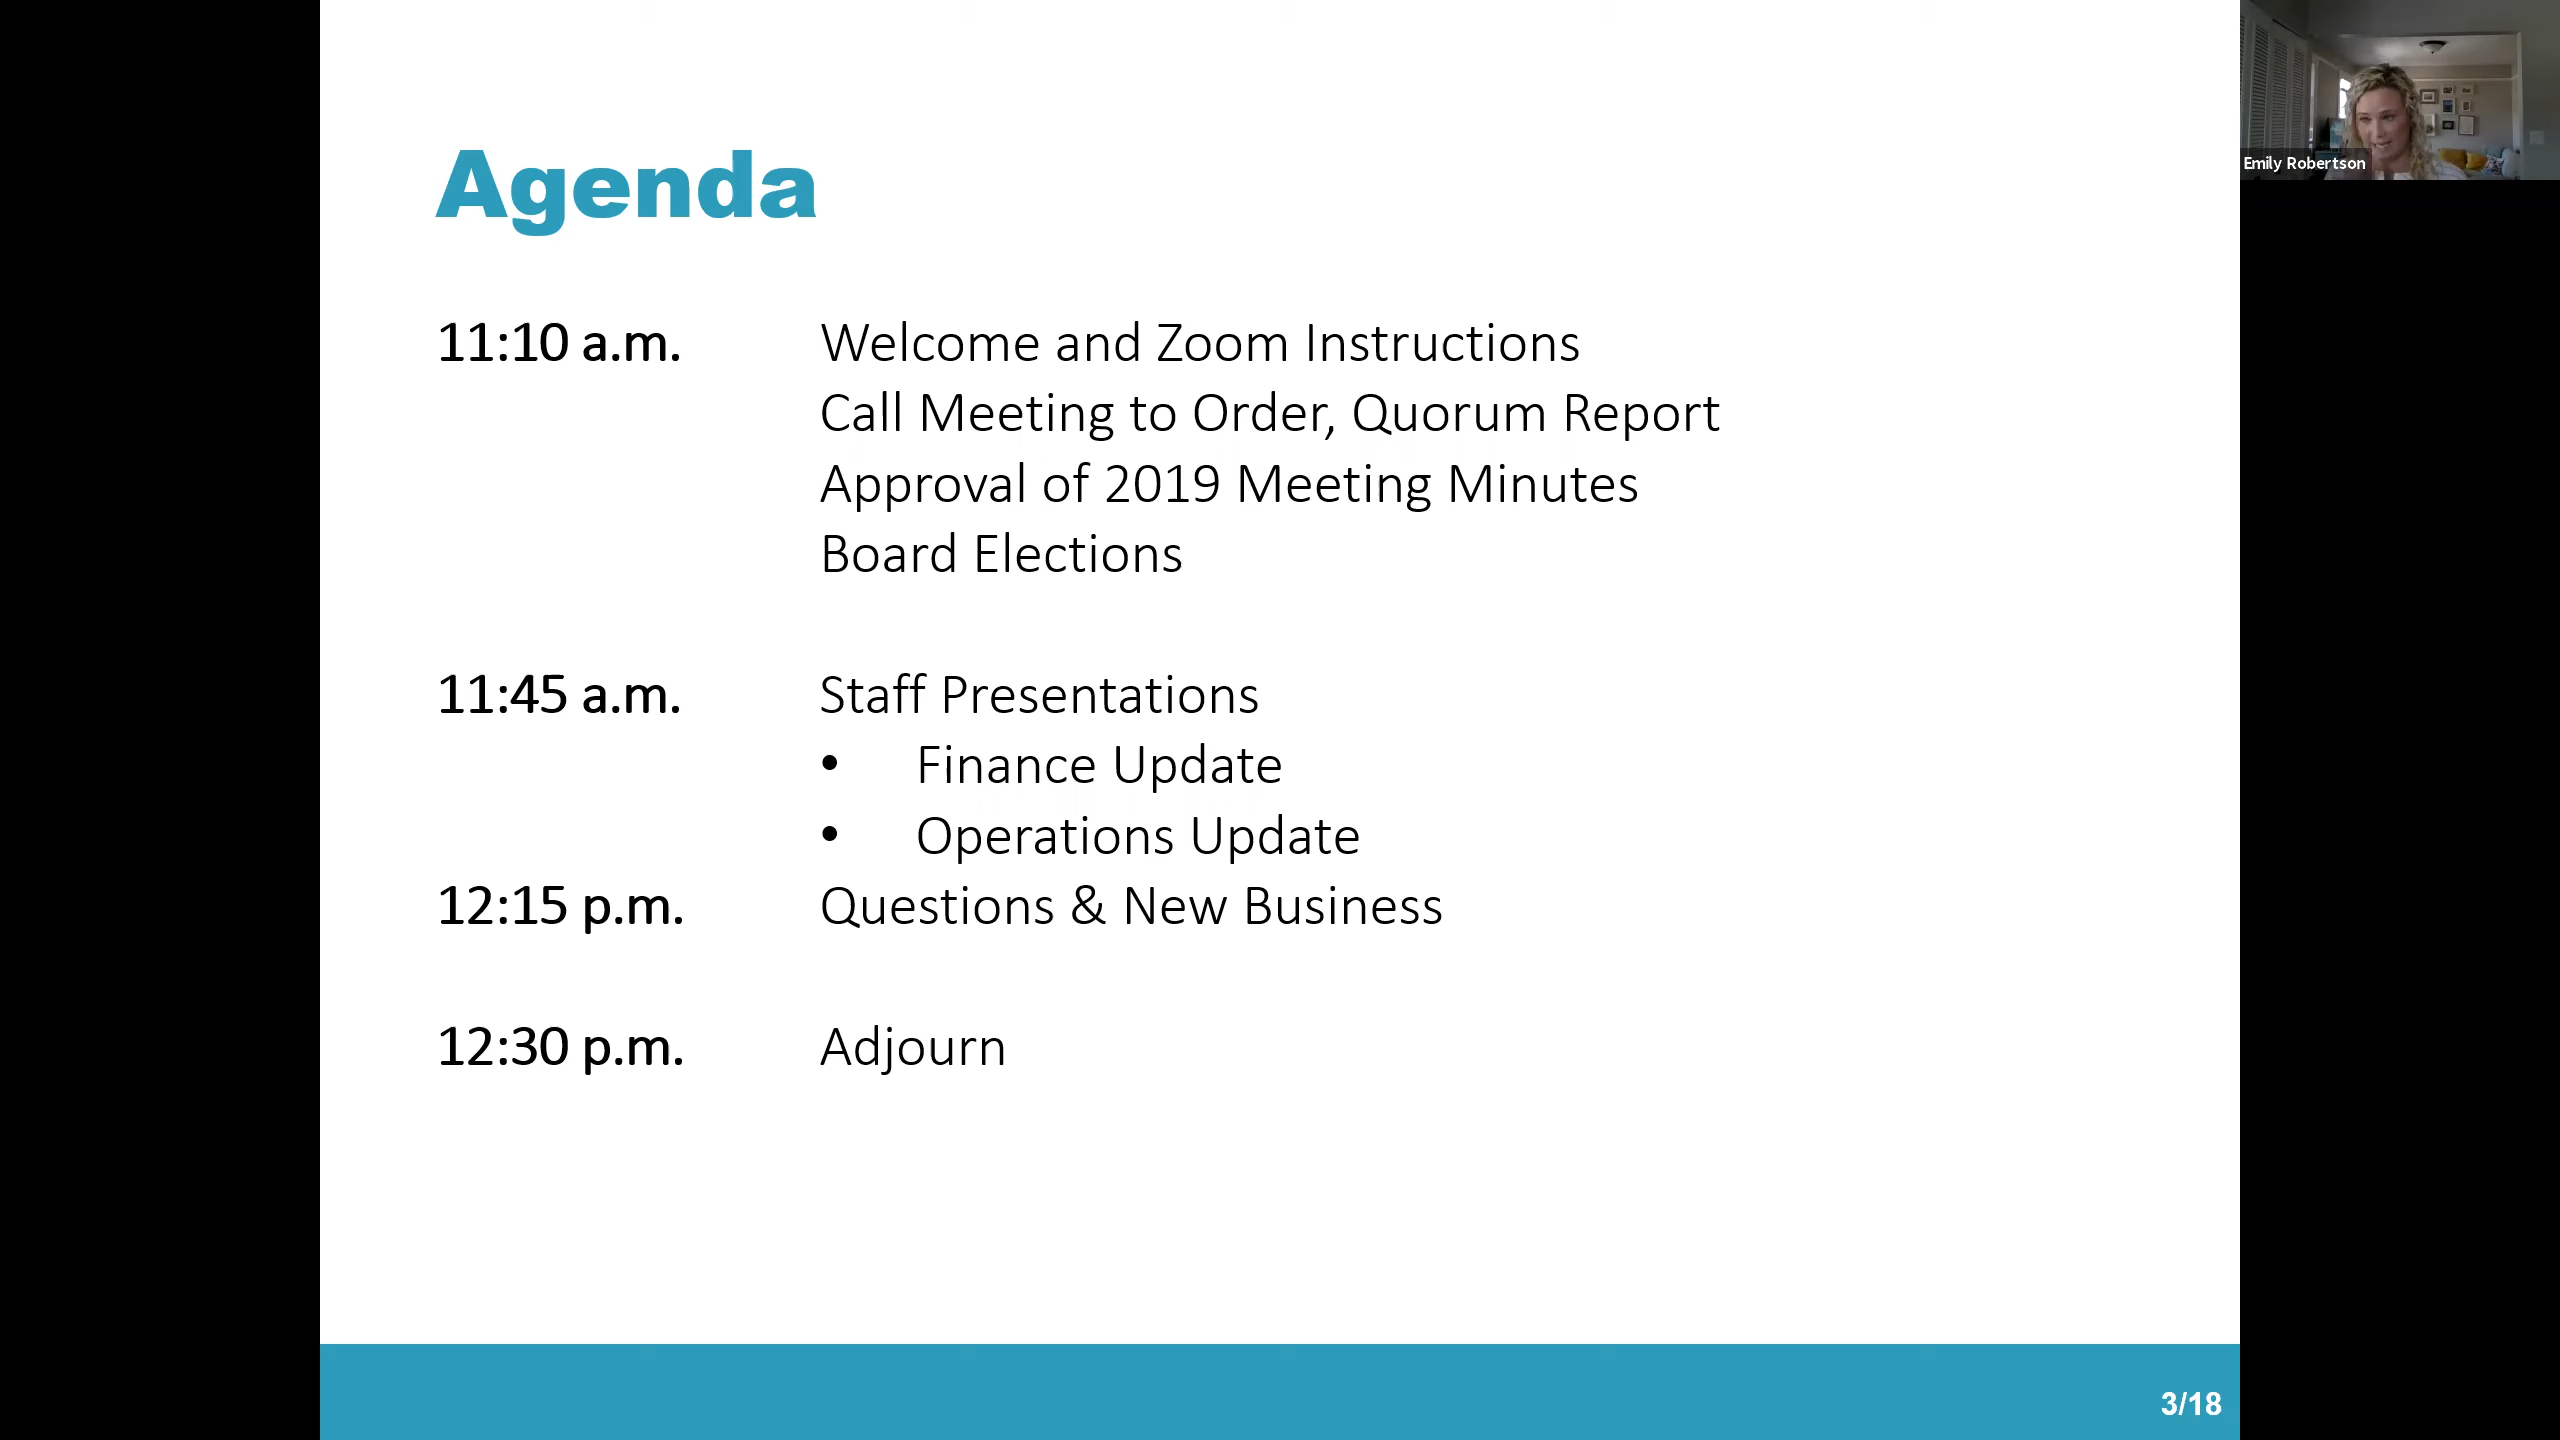 Agenda
11:10 a.m. Welcome and Zoom Instructions
Call Meeting to Order, Quorum Report
Approval of 2019 Meeting Minutes
Board Elections
11:45 a.m. Staff Presentations
• Finance Update
• Operations Update
12:15 p.m. Questions & New Business
12:30 p.m. Adjourn
3/18
Emily Robertson